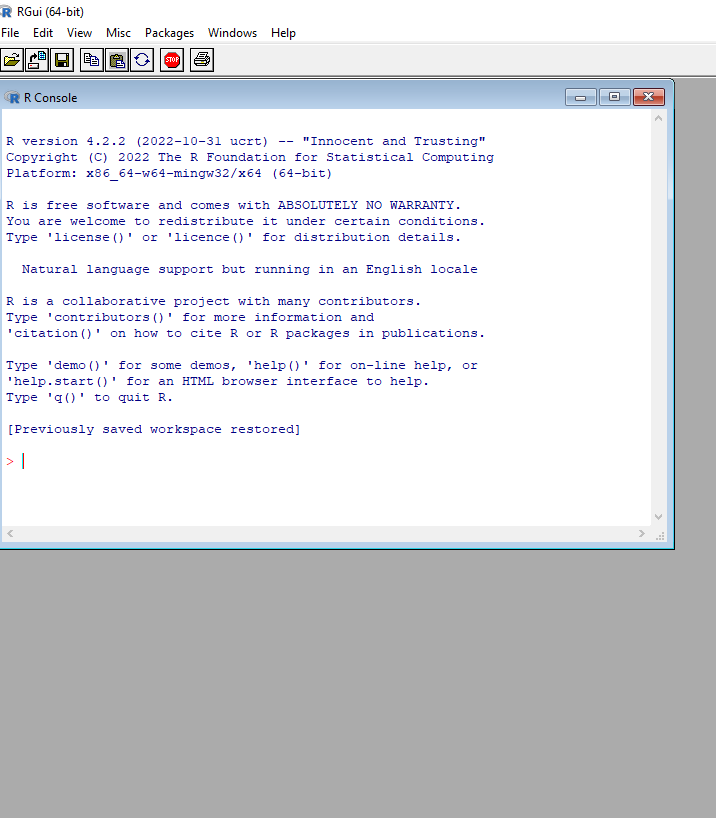 RGui (64-bit)
File Edit View Misc Packages Windows Help
STOP
R Console
R version 4.2.2 (2022-10-31 ucrt) -- "Innocent and Trusting"
Copyright (C) 2022 The R Foundation for Statistical Computing
Platform: x86_64-w64-mingw32/x64 (64-bit)
R is free software and comes with ABSOLUTELY NO WARRANTY.
You are welcome to redistribute it under certain conditions.
Type 'license()' or 'licence()' for distribution details.
Natural language support but running in an English locale
R is a collaborative project with many contributors.
Type 'contributors()' for more information and
'citation()' on how to cite R or R packages in publications.
Type 'demo()' for some demos, 'help()' for on-line help, or
'help.start()' for an HTML browser interface to help.
Type 'q()' to quit R.
[Previously saved workspace restored]
>